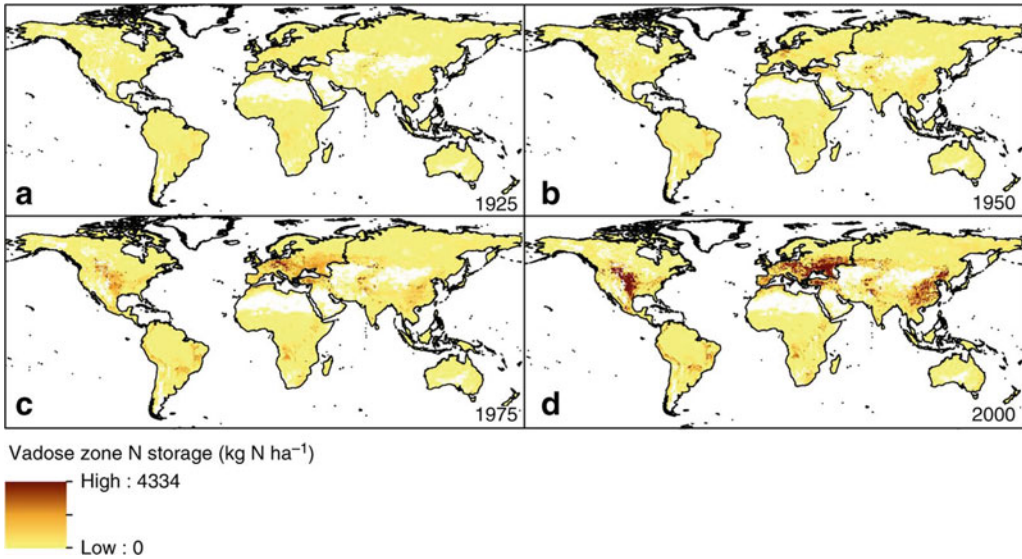 a
1925
b
1950
c
1975
d
2000
Vadose zone N storage (kg N ha⁻¹)
High : 4334
Low : 0